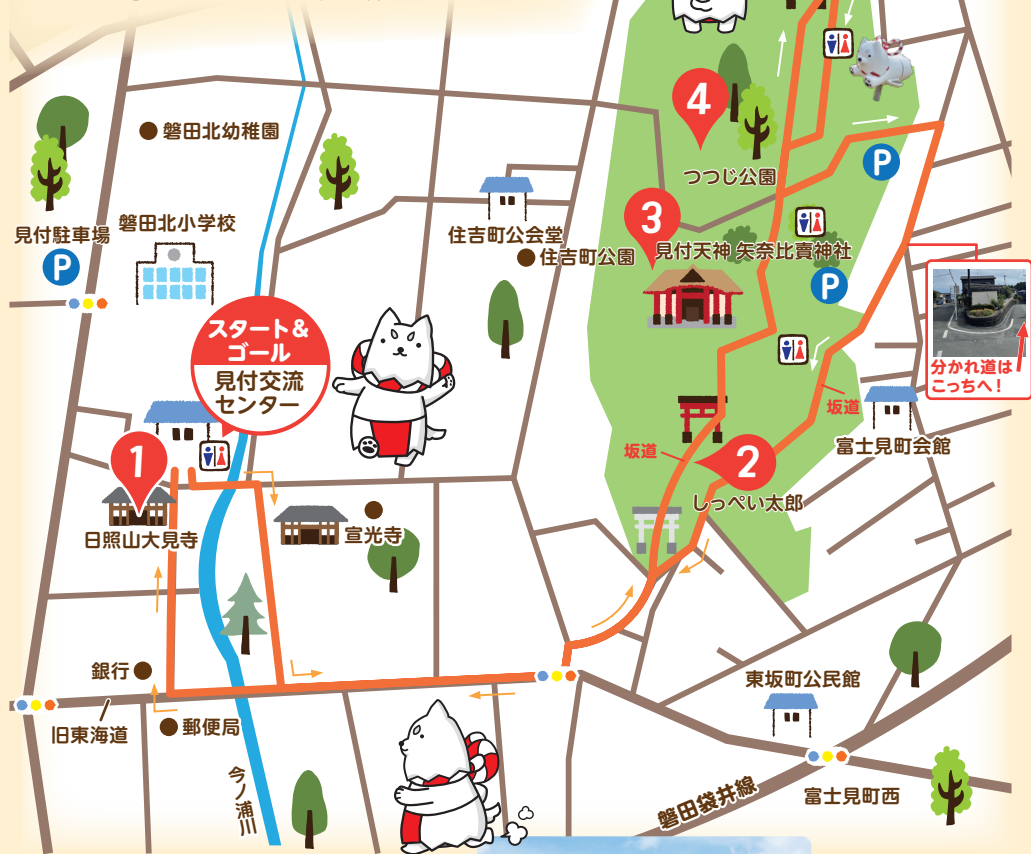 4
つつじ公園
P
磐田北幼稚園
見付駐車場
P
磐田北小学校
住吉町公会堂
住吉町公園
3
見付天神 矢奈比賣神社
P
スタート&
ゴール
見付交流
センター
分かれ道は
こっちへ!
坂道
富士見町会館
1
日照山大見寺
宣光寺
坂道
2
しっぺい太郎
銀行
旧東海道
郵便局
今ノ浦川
東坂町公民館
磐田袋井線
富士見町西